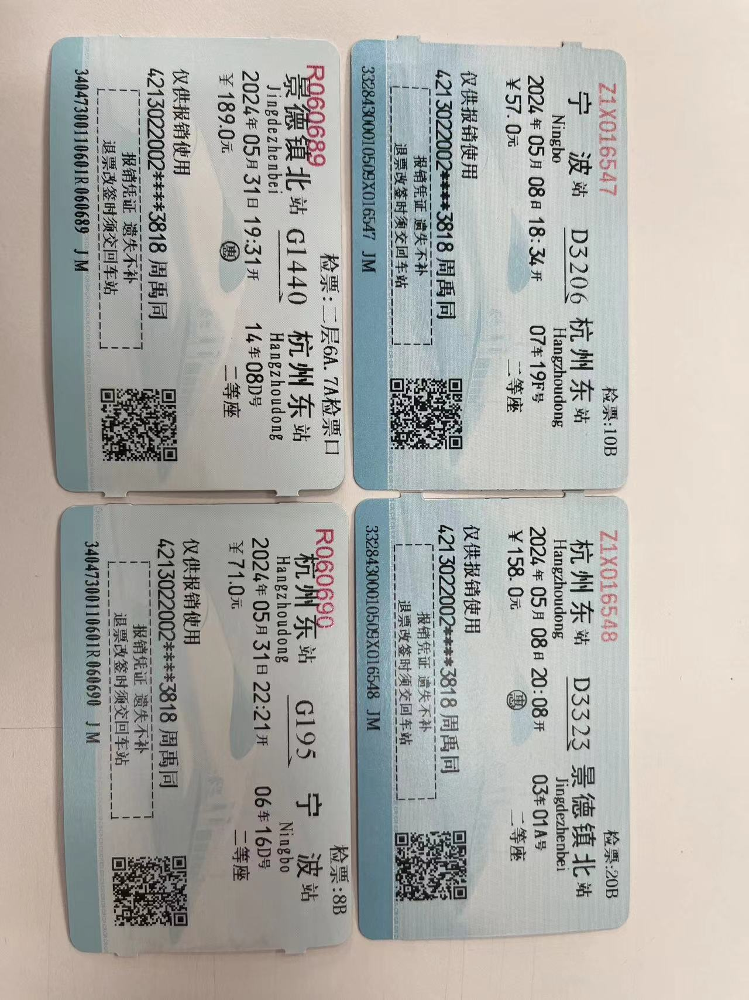 Z1X016547 检票:10B
宁波站 D3206 杭州东站
Ningbo Hangzhoudong
2024年05月08日18:34开 07车19F号
￥57.0元 二等座
仅供报销使用
4213022002****3818周禹同
报销凭证 遗失不补
退票改签时须交回车站
33284300010509X016547 JM
Z1X016548 检票:20B
杭州东站 D3323 景德镇北站
Hangzhoudong Jingdezhenbei
2024年05月08日20:08开 03车01A号
￥158.0元 惠 二等座
仅供报销使用
4213022002****3818周禹同
报销凭证 遗失不补
退票改签时须交回车站
33284300010509X016548 JM
R060689 检票:二层6A.7A检票口
景德镇北站 G1440 杭州东站
Jingdezhenbei Hangzhoudong
2024年05月31日19:31开 14车08D号
￥189.0元 惠 二等座
仅供报销使用
4213022002****3818周禹同
报销凭证 遗失不补
退票改签时须交回车站
34047300110601R060689 JM
R060690 检票:8B
杭州东站 G195 宁波站
Hangzhoudong Ningbo
2024年05月31日22:21开 06车16D号
￥71.0元 二等座
仅供报销使用
4213022002****3818周禹同
报销凭证 遗失不补
退票改签时须交回车站
34047300110601R060690 JM